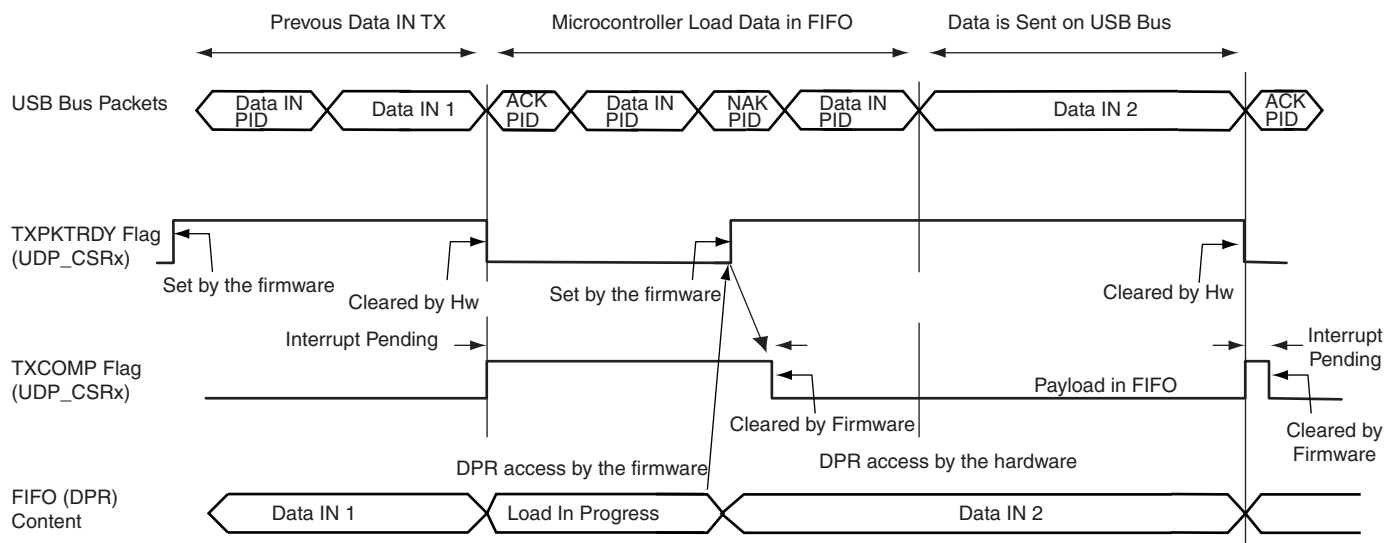 Prevous Data IN TX
Microcontroller Load Data in FIFO
Data is Sent on USB Bus
USB Bus Packets
Data IN
PID
Data IN 1
ACK
PID
Data IN
PID
NAK
PID
Data IN
PID
Data IN 2
ACK
PID
TXPKTRDY Flag
(UDP_CSRx)
Set by the firmware
Cleared by Hw
Set by the firmware
Cleared by Hw
Interrupt Pending
Interrupt
Pending
TXCOMP Flag
(UDP_CSRx)
Payload in FIFO
Cleared by Firmware
Cleared by
Firmware
DPR access by the firmware
DPR access by the hardware
FIFO (DPR)
Content
Data IN 1
Load In Progress
Data IN 2